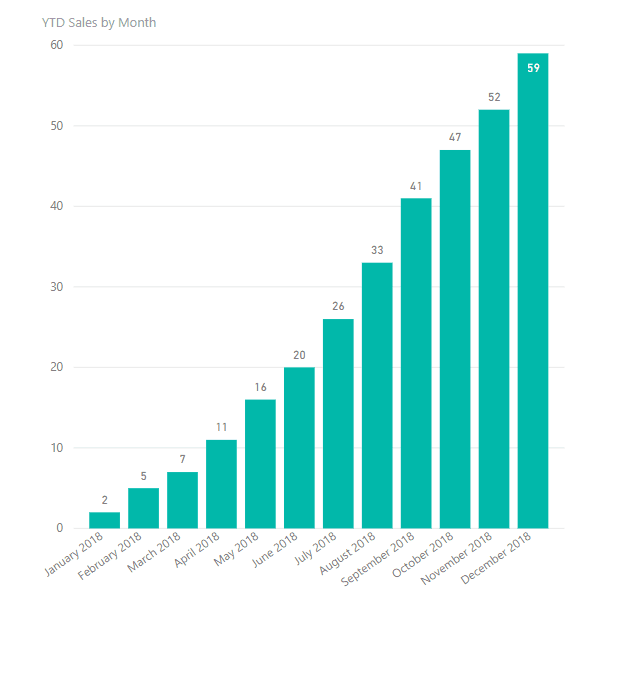 YTD Sales by Month
60
50
40
30
20
10
0
2
5
7
11
16
20
26
33
41
47
52
59
January 2018
February 2018
March 2018
April 2018
May 2018
June 2018
July 2018
August 2018
September 2018
October 2018
November 2018
December 2018